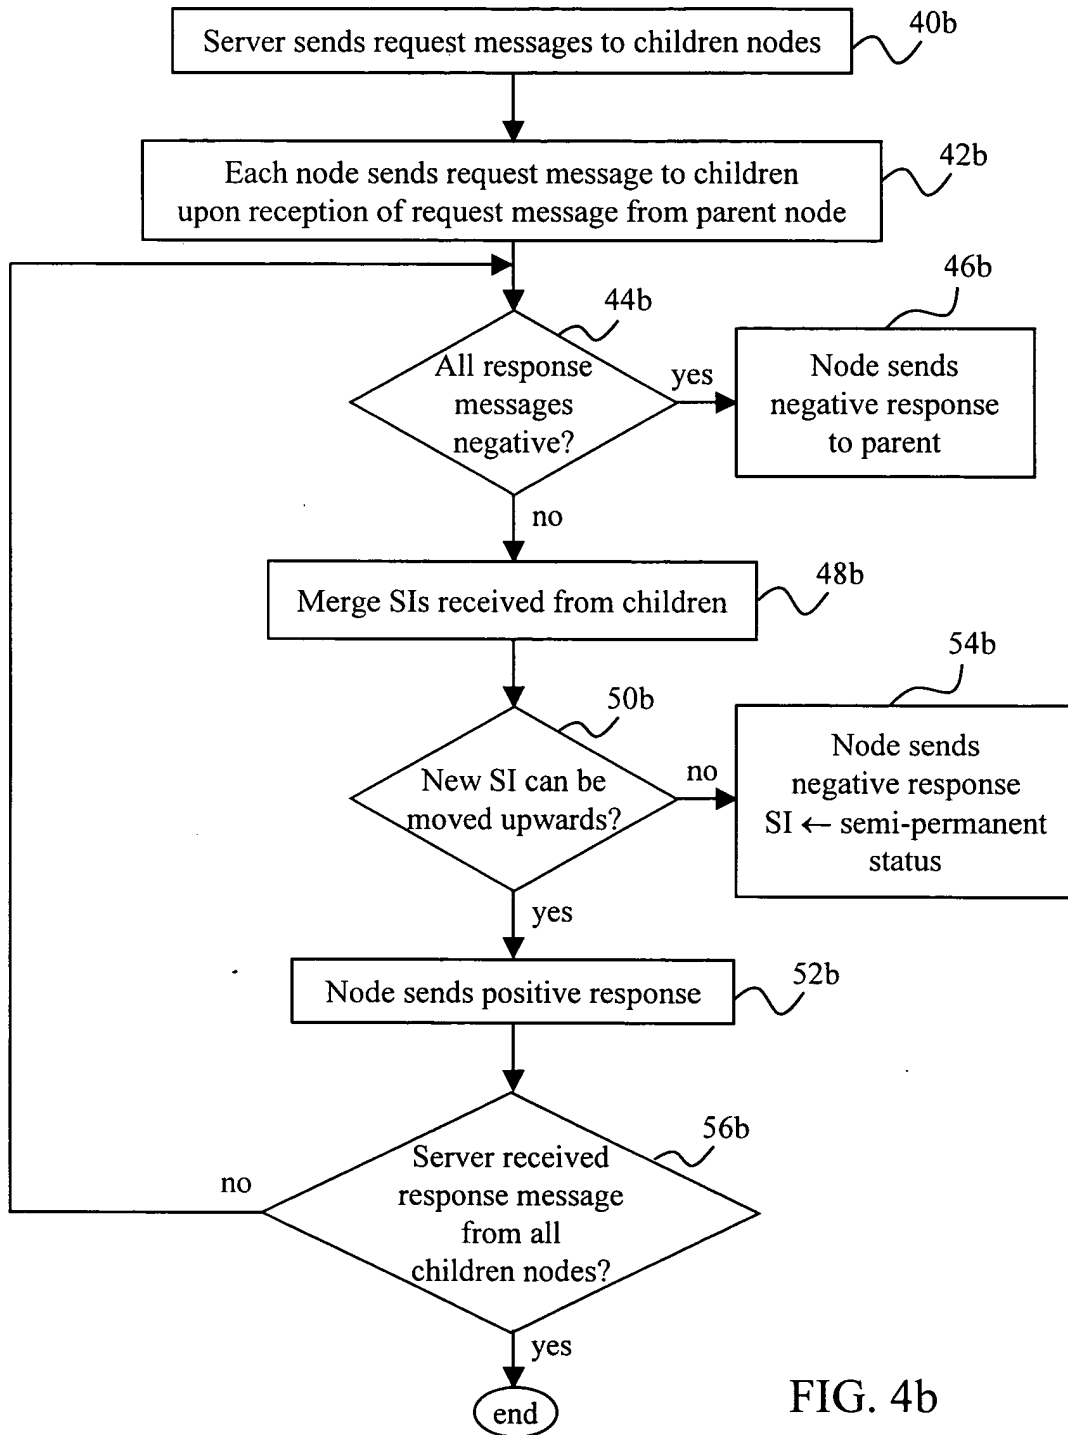 Server sends request messages to children nodes
40b
Each node sends request message to children
upon reception of request message from parent node
42b
44b
All response
messages
negative?
yes
46b
Node sends
negative response
to parent
no
Merge SIs received from children
48b
50b
New SI can be
moved upwards?
no
54b
Node sends
negative response
SI ← semi-permanent
status
yes
Node sends positive response
52b
56b
Server received
response message
from all
children nodes?
no
yes
end
FIG. 4b